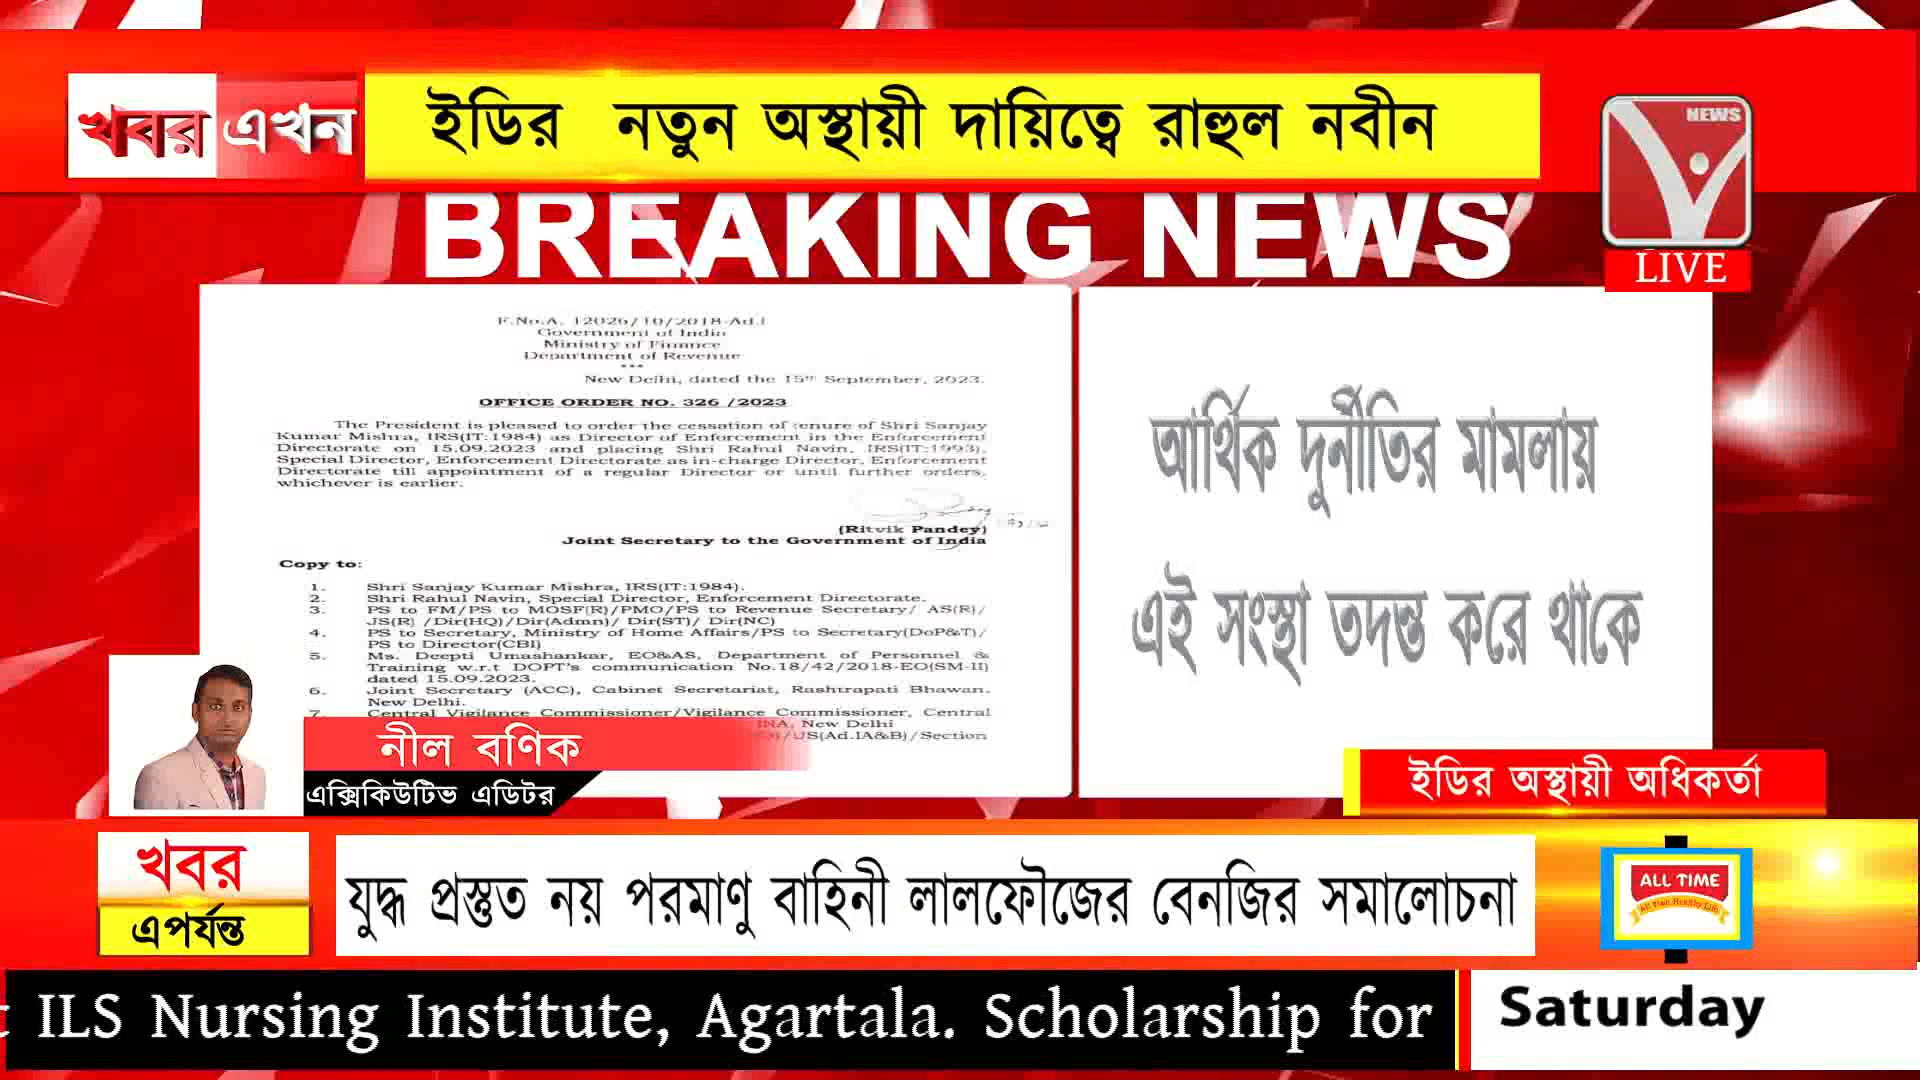 খবর এখন
ইডির নতুন অস্থায়ী দায়িত্বে রাহুল নবীন
NEWS
LIVE
BREAKING NEWS
F.No.A. 12026/10/2018-Ad.I
Government of India
Ministry of Finance
Department of Revenue
***
New Delhi, dated the 15th September, 2023.
OFFICE ORDER NO. 326 /2023
The President is pleased to order the cessation of tenure of Shri Sanjay
Kumar Mishra, IRS(IT:1984) as Director of Enforcement in the Enforcement
Directorate on 15.09.2023 and placing Shri Rahul Navin, IRS(IT:1993),
Special Director, Enforcement Directorate as in-charge Director, Enforcement
Directorate till appointment of a regular Director or until further orders,
whichever is earlier.
(Ritvik Pandey)
Joint Secretary to the Government of India
Copy to:
1. Shri Sanjay Kumar Mishra, IRS(IT:1984).
2. Shri Rahul Navin, Special Director, Enforcement Directorate.
3. PS to FM/PS to MOSF(R)/PMO/PS to Revenue Secretary/ AS(R)/
JS(R) /Dir(HQ)/Dir(Admn)/ Dir(ST)/ Dir(NC)
4. PS to Secretary, Ministry of Home Affairs/PS to Secretary(DoP&T)/
PS to Director(CBI)
5. Ms. Deepti Umashankar, EO&AS, Department of Personnel &
Training w.r.t DOPT's communication No.18/42/2018-EO(SM-II)
dated 15.09.2023.
6. Joint Secretary (ACC), Cabinet Secretariat, Rashtrapati Bhawan,
New Delhi.
7. Central Vigilance Commissioner/Vigilance Commissioner, Central
INA, New Delhi
/US(Ad.IA&B)/Section
আর্থিক দুর্নীতির মামলায়
এই সংস্থা তদন্ত করে থাকে
নীল বণিক
এক্সিকিউটিভ এডিটর
ইডির অস্থায়ী অধিকর্তা
খবর
এপর্যন্ত
যুদ্ধ প্রস্তুত নয় পরমাণু বাহিনী লালফৌজের বেনজির সমালোচনা
ALL TIME
All Time Healthy Life
ILS Nursing Institute, Agartala. Scholarship for
Saturday